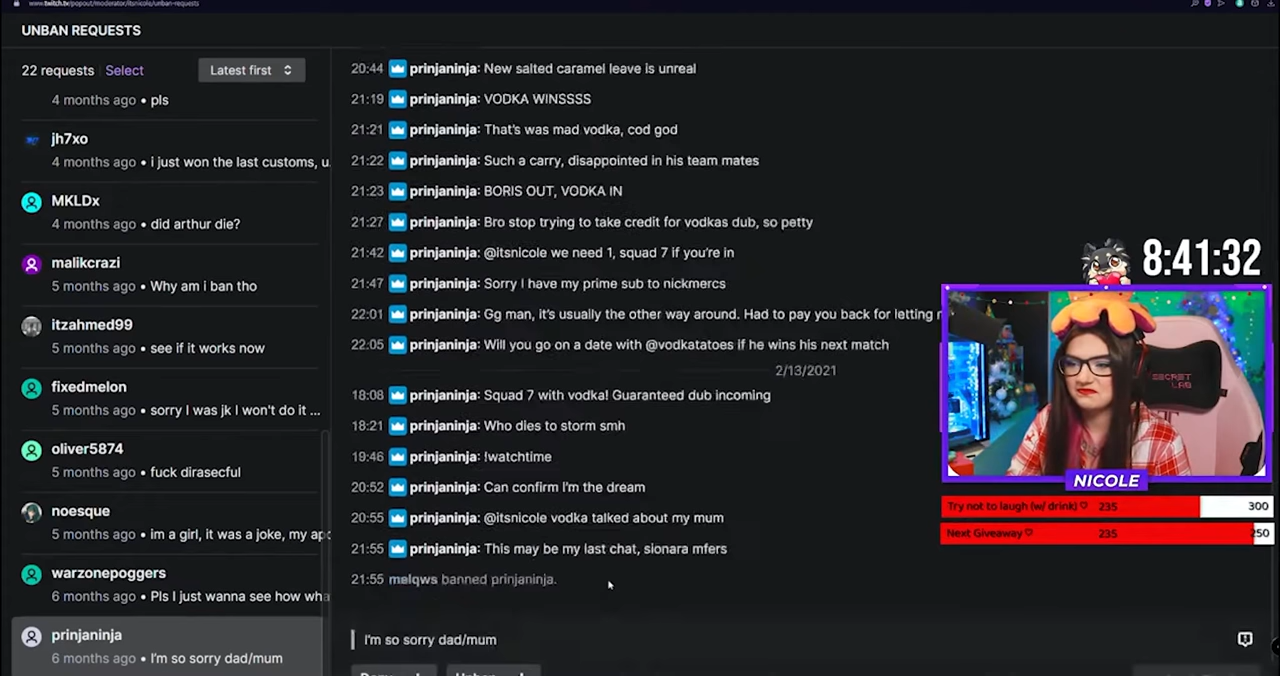 www.twitch.tv/popout/moderator/itsnicole/unban-requests
UNBAN REQUESTS
22 requests Select Latest first
4 months ago • pls
jh7xo
4 months ago • i just won the last customs, u.
MKLDx
4 months ago • did arthur die?
malikcrazi
5 months ago • Why am i ban tho
itzahmed99
5 months ago • see if it works now
fixedmelon
5 months ago • sorry I was jk I won't do it ...
oliver5874
5 months ago • fuck dirasecful
noesque
5 months ago • im a girl, it was a joke, my apo
warzonepoggers
6 months ago • Pls I just wanna see how wha
prinjaninja
6 months ago • I'm so sorry dad/mum
20:44 prinjaninja: New salted caramel leave is unreal
21:19 prinjaninja: VODKA WINSSSS
21:21 prinjaninja: That's was mad vodka, cod god
21:22 prinjaninja: Such a carry, disappointed in his team mates
21:23 prinjaninja: BORIS OUT, VODKA IN
21:27 prinjaninja: Bro stop trying to take credit for vodkas dub, so petty
21:42 prinjaninja: @itsnicole we need 1, squad 7 if you're in
21:47 prinjaninja: Sorry I have my prime sub to nickmercs
22:01 prinjaninja: Gg man, it's usually the other way around. Had to pay you back for letting
22:05 prinjaninja: Will you go on a date with @vodkatatoes if he wins his next match
2/13/2021
18:08 prinjaninja: Squad 7 with vodka! Guaranteed dub incoming
18:21 prinjaninja: Who dies to storm smh
19:46 prinjaninja: !watchtime
20:52 prinjaninja: Can confirm I'm the dream
20:55 prinjaninja: @itsnicole vodka talked about my mum
21:55 prinjaninja: This may be my last chat, sionara mfers
21:55 melqws banned prinjaninja.
I'm so sorry dad/mum
8:41:32
SECRET
LAB
NICOLE
Try not to laugh (w/ drink) 235 300
Next Giveaway 235 250